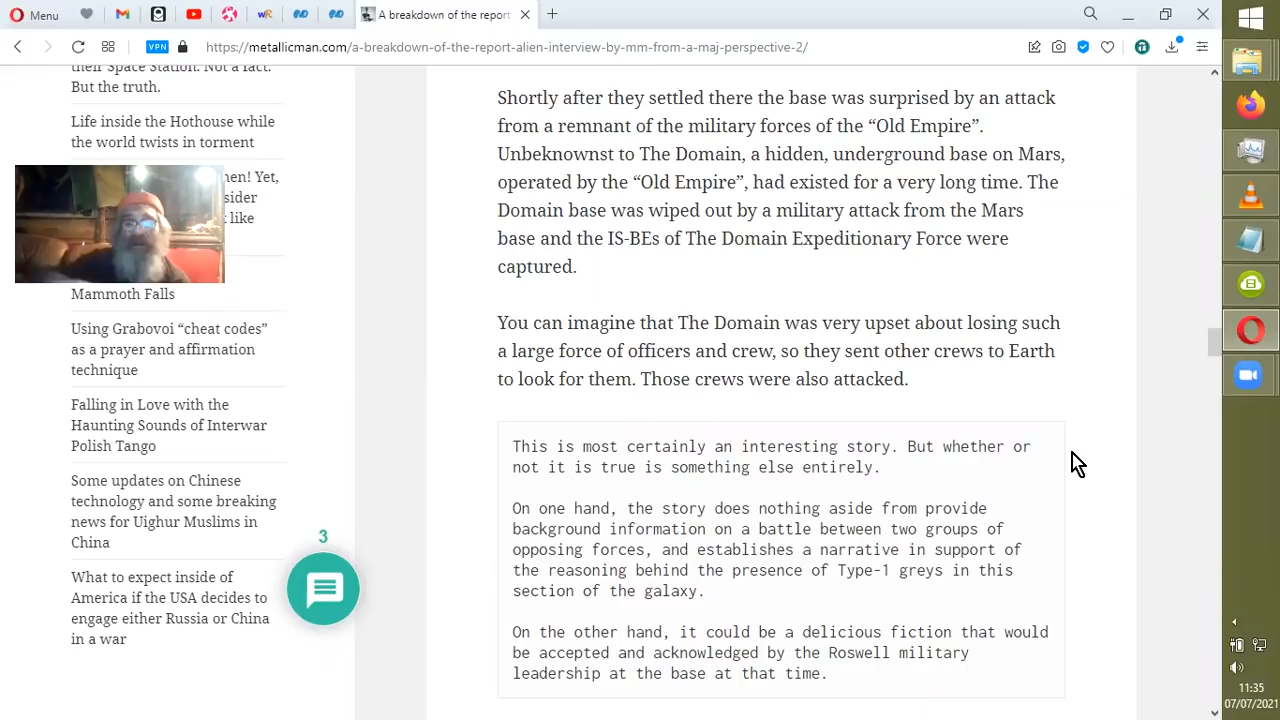 Menu
A breakdown of the report
https://metallicman.com/a-breakdown-of-the-report-alien-interview-by-mm-from-a-maj-perspective-2/
VPN
their Space Station. Not a fact.
But the truth.
Life inside the Hothouse while
the world twists in torment
hen! Yet,
sider
like
Mammoth Falls
Using Grabovoi “cheat codes”
as a prayer and affirmation
technique
Falling in Love with the
Haunting Sounds of Interwar
Polish Tango
Some updates on Chinese
technology and some breaking
news for Uighur Muslims in
China
What to expect inside of
America if the USA decides to
engage either Russia or China
in a war
3
Shortly after they settled there the base was surprised by an attack
from a remnant of the military forces of the “Old Empire”.
Unbeknownst to The Domain, a hidden, underground base on Mars,
operated by the “Old Empire”, had existed for a very long time. The
Domain base was wiped out by a military attack from the Mars
base and the IS-BEs of The Domain Expeditionary Force were
captured.
You can imagine that The Domain was very upset about losing such
a large force of officers and crew, so they sent other crews to Earth
to look for them. Those crews were also attacked.
This is most certainly an interesting story. But whether or
not it is true is something else entirely.
On one hand, the story does nothing aside from provide
background information on a battle between two groups of
opposing forces, and establishes a narrative in support of
the reasoning behind the presence of Type-1 greys in this
section of the galaxy.
On the other hand, it could be a delicious fiction that would
be accepted and acknowledged by the Roswell military
leadership at the base at that time.
11:35
07/07/2021